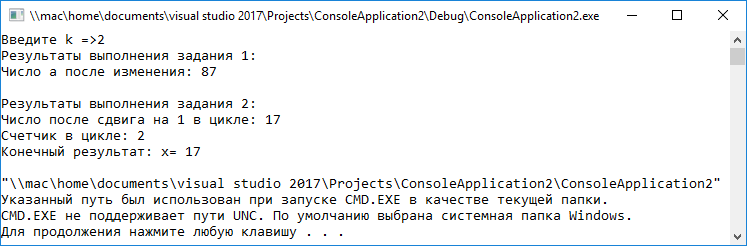 \\mac\home\documents\visual studio 2017\Projects\ConsoleApplication2\Debug\ConsoleApplication2.exe
Введите k =>2
Результаты выполнения задания 1:
Число a после изменения: 87
Результаты выполнения задания 2:
Число после сдвига на 1 в цикле: 17
Счетчик в цикле: 2
Конечный результат: x= 17
"\\mac\home\documents\visual studio 2017\Projects\ConsoleApplication2\ConsoleApplication2"
Указанный путь был использован при запуске CMD.EXE в качестве текущей папки.
CMD.EXE не поддерживает пути UNC. По умолчанию выбрана системная папка Windows.
Для продолжения нажмите любую клавишу . . .